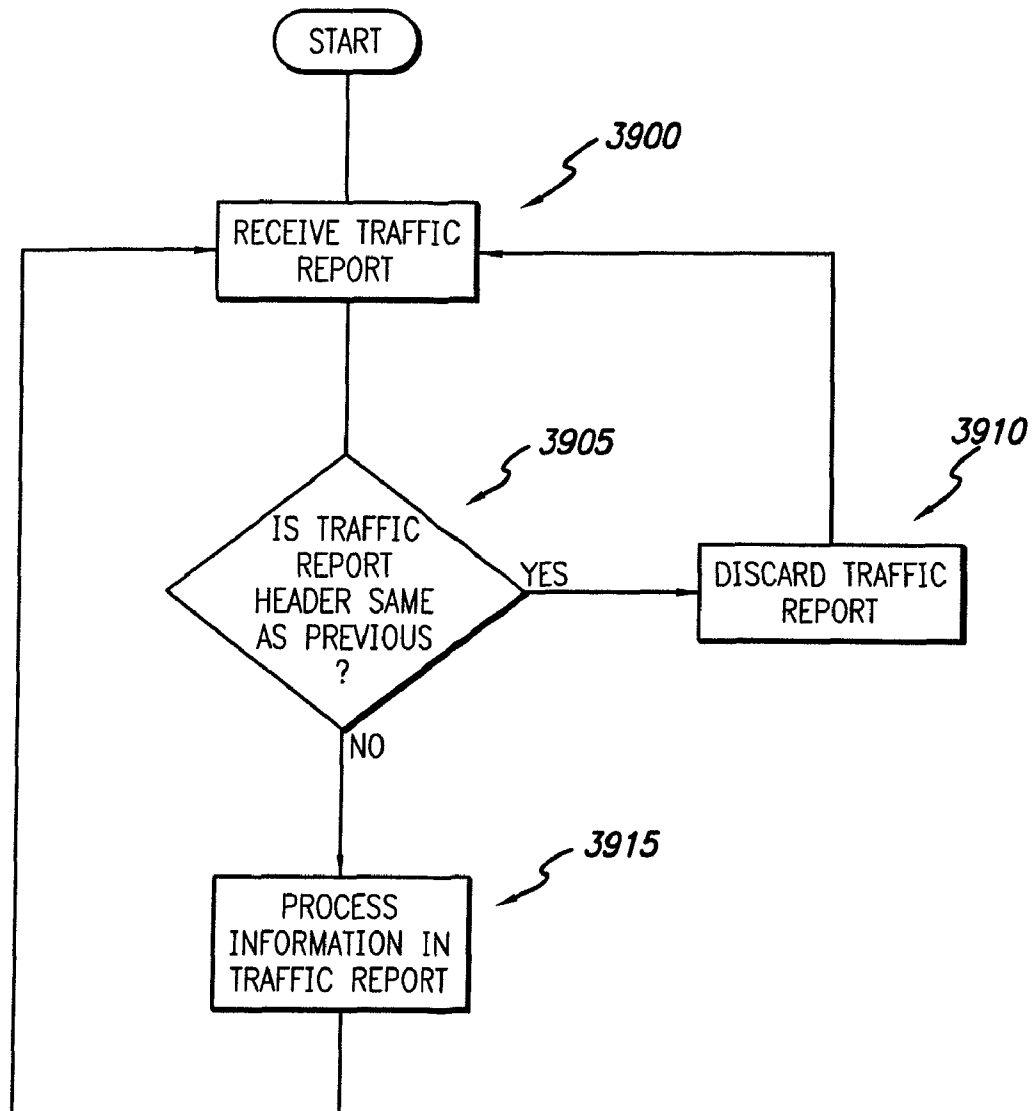 START
3900
RECEIVE TRAFFIC
REPORT
3905
3910
IS TRAFFIC
REPORT
HEADER SAME
AS PREVIOUS
?
YES
DISCARD TRAFFIC
REPORT
NO
3915
PROCESS
INFORMATION IN
TRAFFIC REPORT